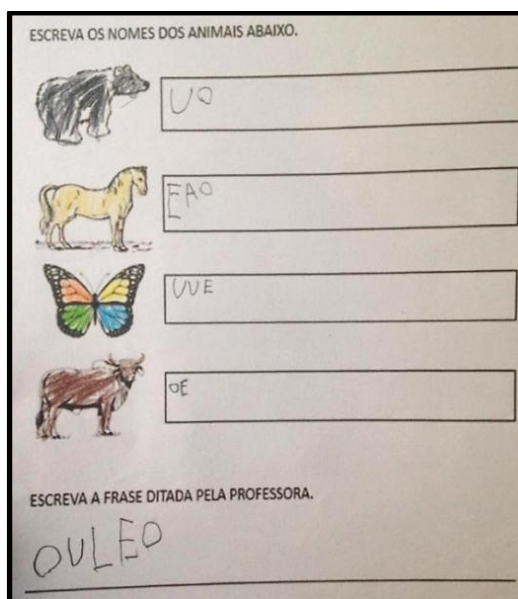 ESCREVA OS NOMES DOS ANIMAIS ABAIXO.
UO
EAO
UUE
OE
ESCREVA A FRASE DITADA PELA PROFESSORA.
OULEO